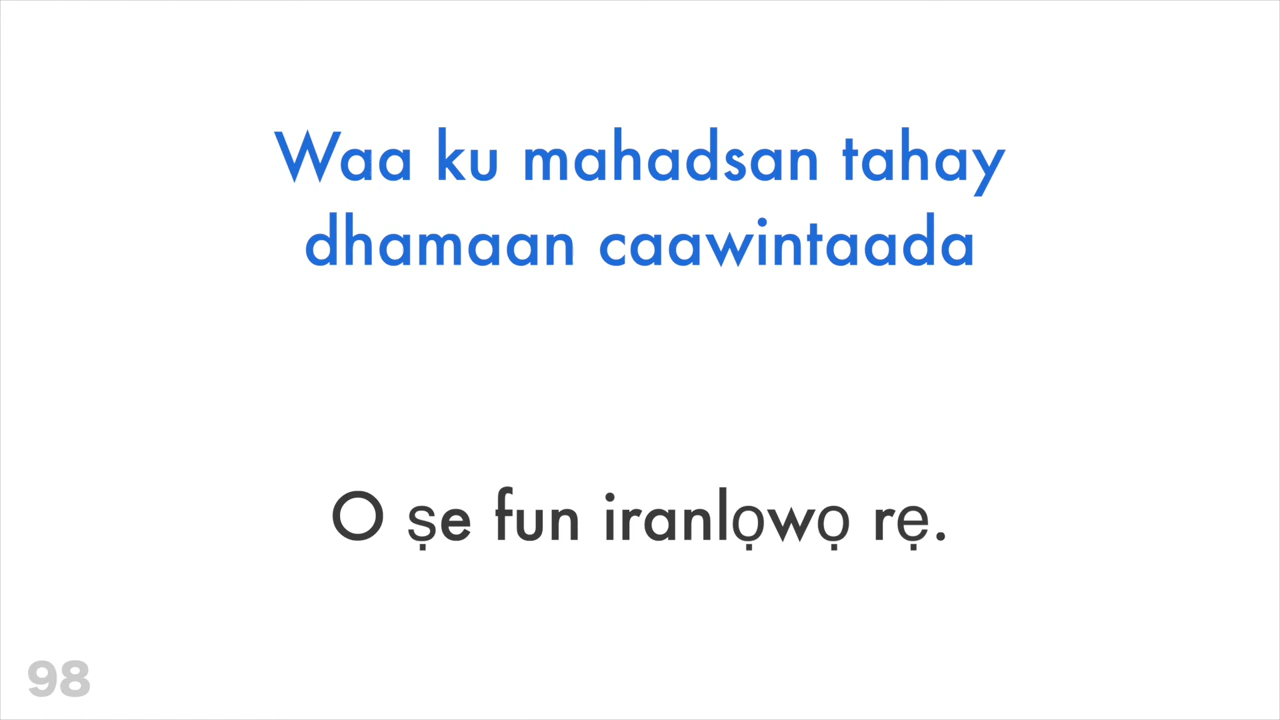 Waa ku mahadsan tahay
dhamaan caawintaada
O ṣe fun iranlọwọ rẹ.
98